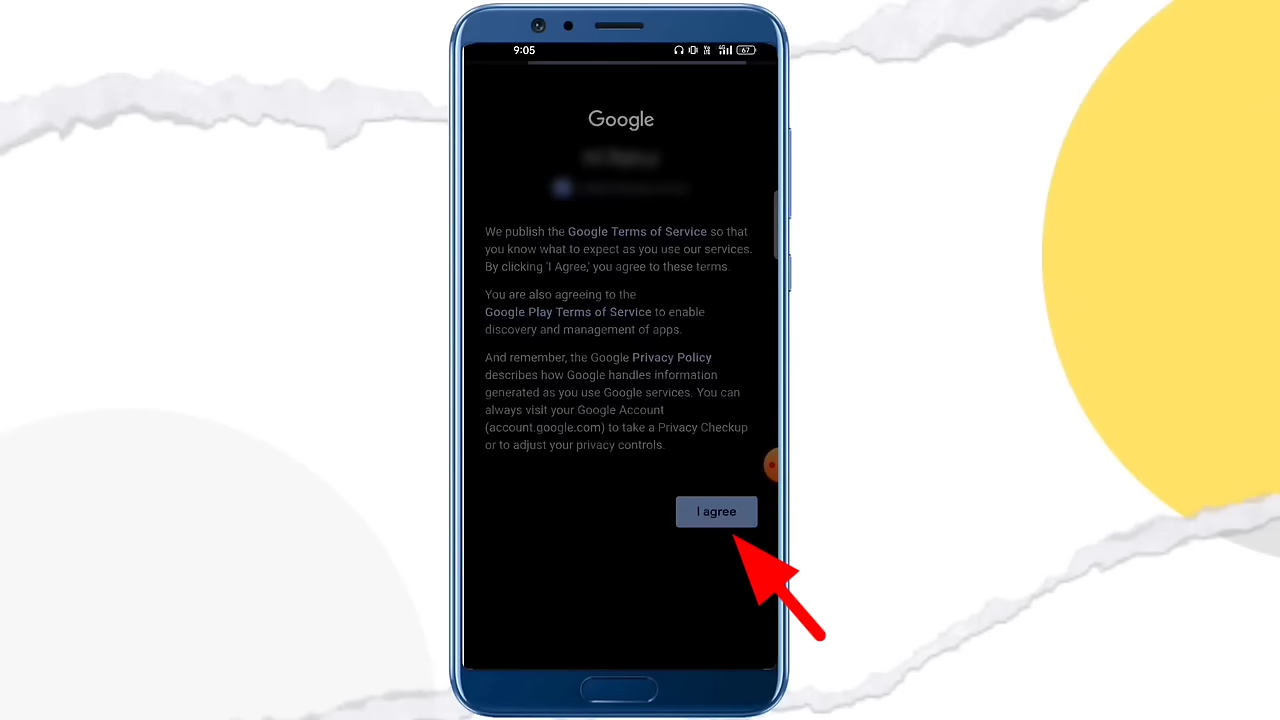 9:05
67
Google
We publish the Google Terms of Service so that
you know what to expect as you use our services.
By clicking 'I Agree,' you agree to these terms.
You are also agreeing to the
Google Play Terms of Service to enable
discovery and management of apps.
And remember, the Google Privacy Policy
describes how Google handles information
generated as you use Google services. You can
always visit your Google Account
(account.google.com) to take a Privacy Checkup
or to adjust your privacy controls.
I agree